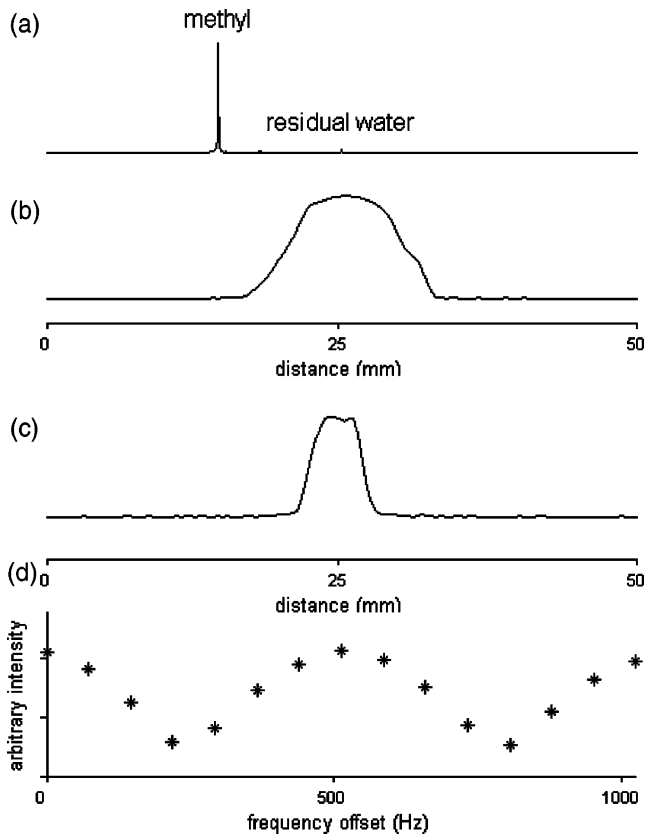 (a)
methyl
residual water
(b)
0 25 50
distance (mm)
(c)
0 25 50
distance (mm)
(d)
arbitrary intensity
0 500 1000
frequency offset (Hz)